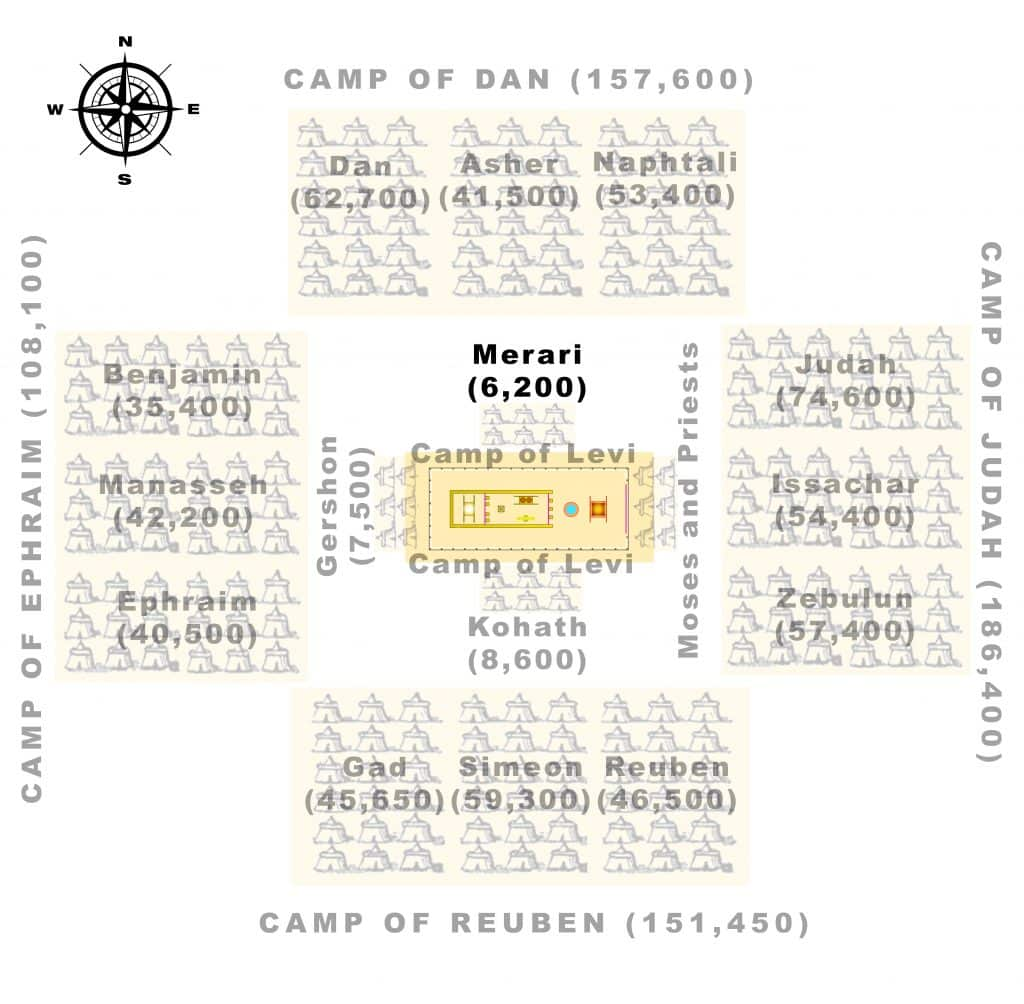 N
W E
S
CAMP OF DAN (157,600)
Dan
(62,700)
Asher
(41,500)
Naphtali
(53,400)
CAMP OF EPHRAIM (108,100)
Benjamin
(35,400)
Manasseh
(42,200)
Ephraim
(40,500)
Gershon
(7,500)
Merari
(6,200)
Camp of Levi
Camp of Levi
Kohath
(8,600)
Moses and Priests
Judah
(74,600)
Issachar
(54,400)
Zebulun
(57,400)
CAMP OF JUDAH (186,400)
Gad
(45,650)
Simeon
(59,300)
Reuben
(46,500)
CAMP OF REUBEN (151,450)